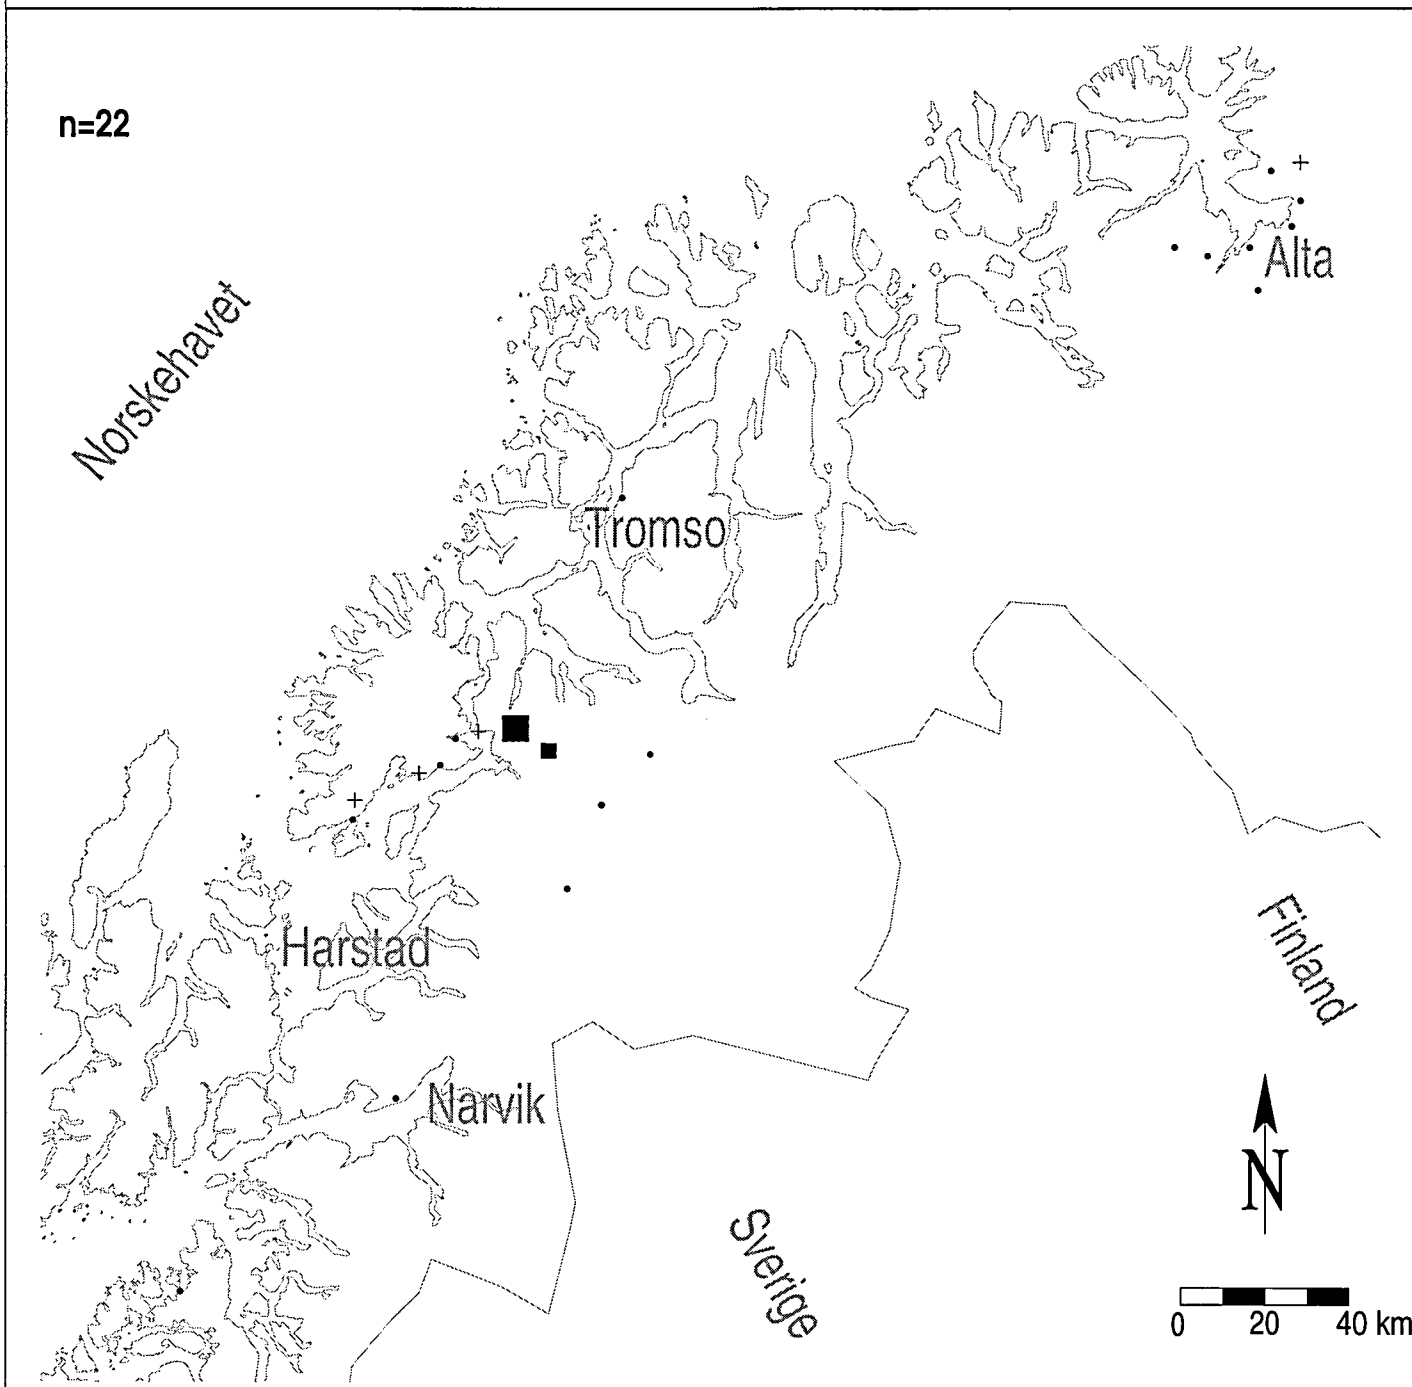 n=22
Alta
Norskehavet
Tromso
Harstad
Finland
Narvik
N
Sverige
0 20 40 km